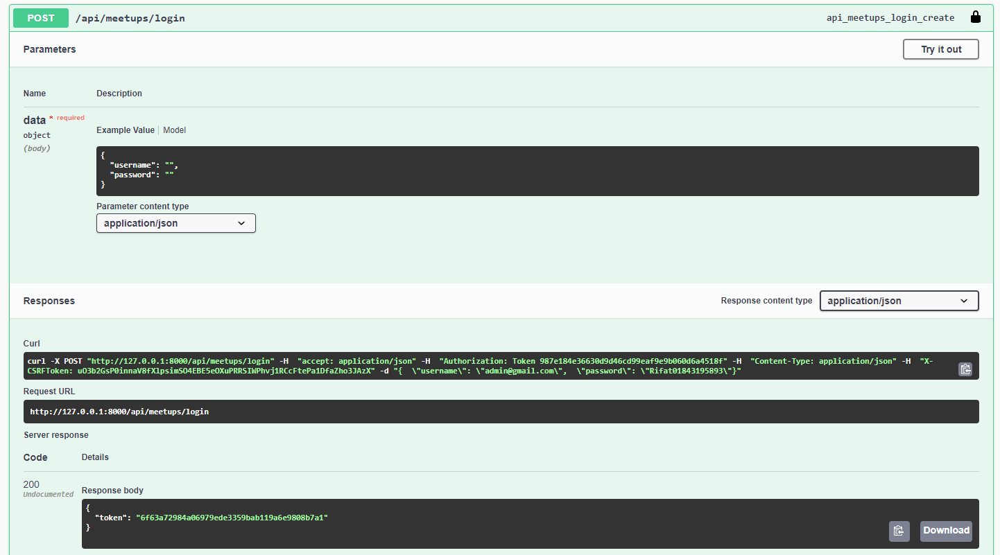 POST /api/meetups/login api_meetups_login_create
Parameters Try it out
Name Description
data * required
object
(body)
Example Value Model
{
"username": "",
"password": ""
}
Parameter content type
application/json
Responses Response content type application/json
Curl
curl -X POST "http://127.0.0.1:8000/api/meetups/login" -H "accept: application/json" -H "Authorization: Token 987e184e36630d9d46cd99eaf9e9b060d6a4518f" -H "Content-Type: application/json" -H "X-
CSRFToken: uO3b2GsP0innaV8fXlpsimSO4EBE5eOXuPRRSIWPhvj1RCcFtePa1DfaZho3JAzX" -d "{ \"username\": \"admin@gmail.com\", \"password\": \"Rifat01843195893\"}"
Request URL
http://127.0.0.1:8000/api/meetups/login
Server response
Code Details
200
Undocumented
Response body
{
"token": "6f63a72984a06979ede3359bab119a6e9808b7a1"
}
Download